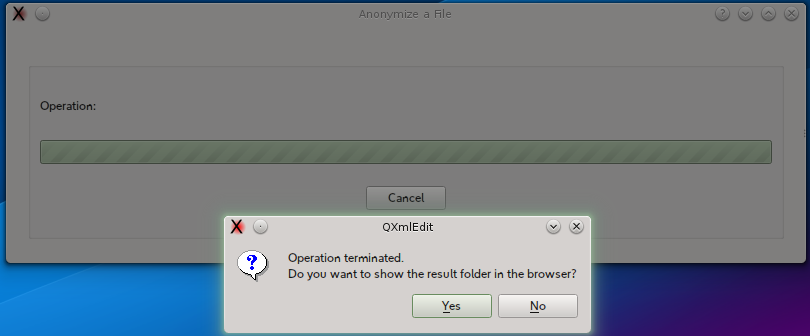 Anonymize a File
Operation:
Cancel
QXmlEdit
Operation terminated.
Do you want to show the result folder in the browser?
Yes
No